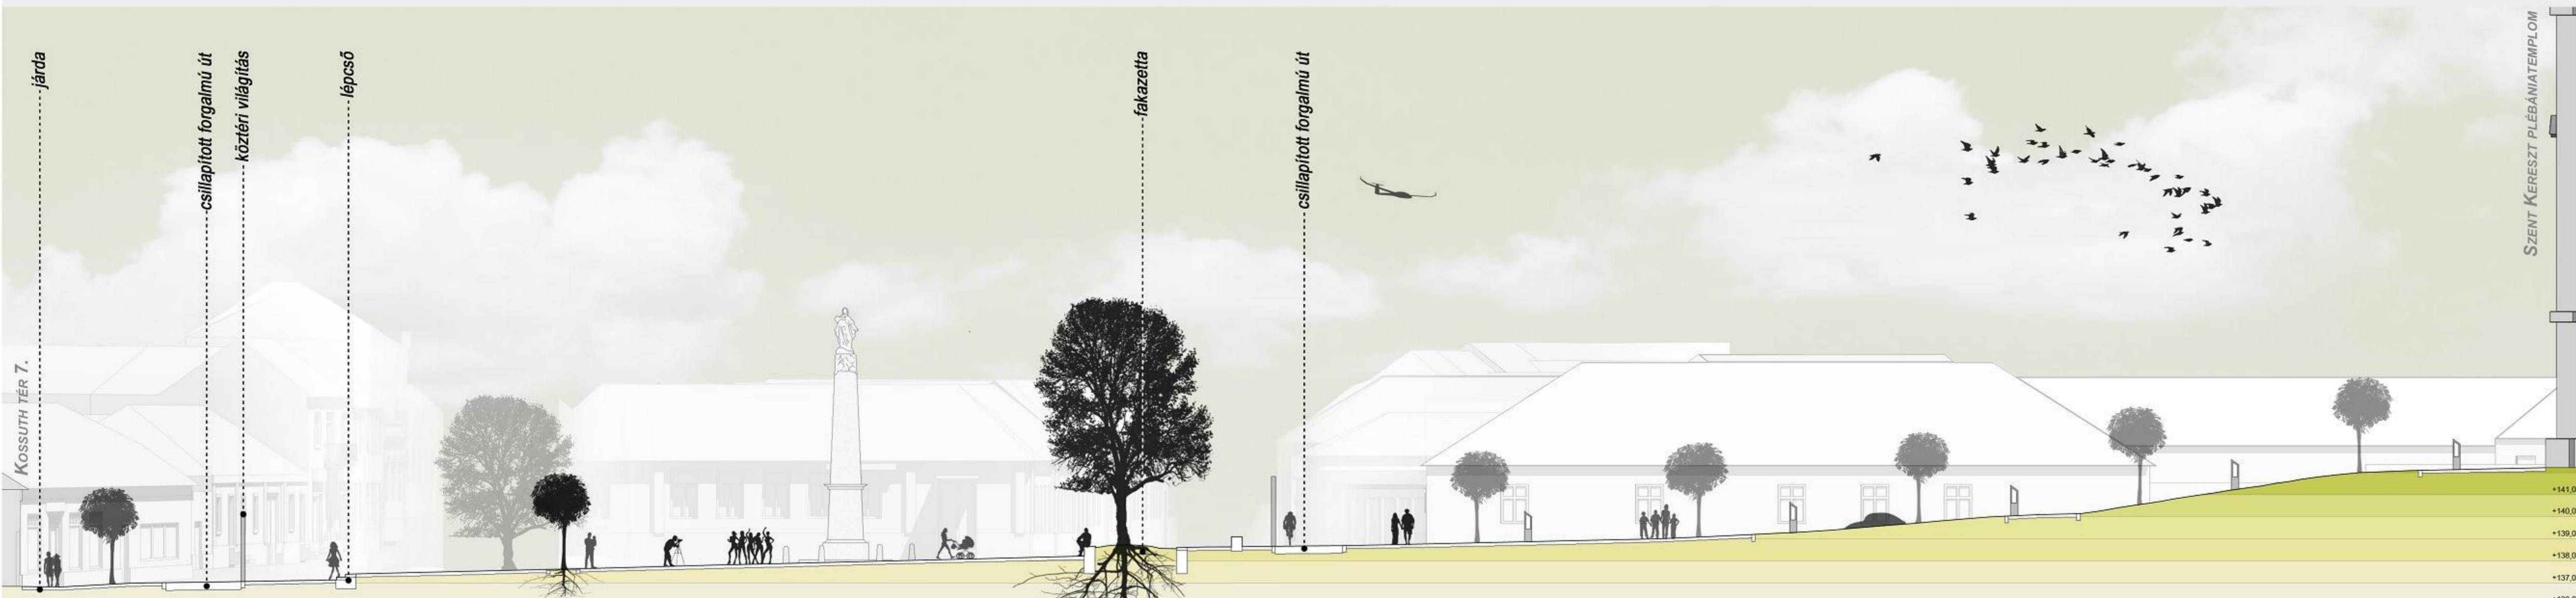 KOSSUTH TÉR 7.
járda
csillapított forgalmú út
köztéri világítás
lépcső
fakazetta
csillapított forgalmú út
SZENT KERESZT PLÉBÁNIATEMPLOM
+141,0
+140,0
+139,0
+138,0
+137,0